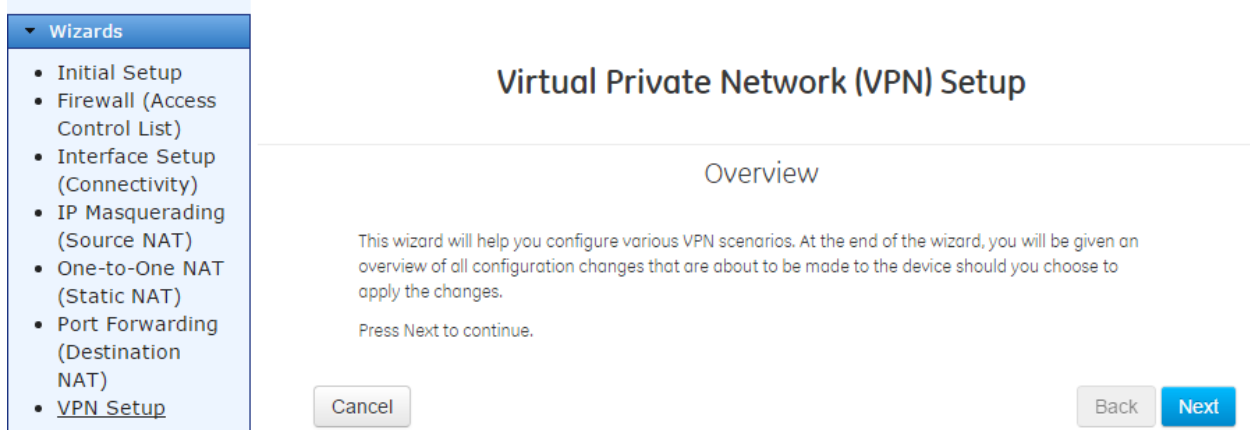 Wizards
Initial Setup
Firewall (Access
Control List)
Interface Setup
(Connectivity)
IP Masquerading
(Source NAT)
One-to-One NAT
(Static NAT)
Port Forwarding
(Destination
NAT)
VPN Setup
Virtual Private Network (VPN) Setup
Overview
This wizard will help you configure various VPN scenarios. At the end of the wizard, you will be given an
overview of all configuration changes that are about to be made to the device should you choose to
apply the changes.
Press Next to continue.
Cancel
Back
Next